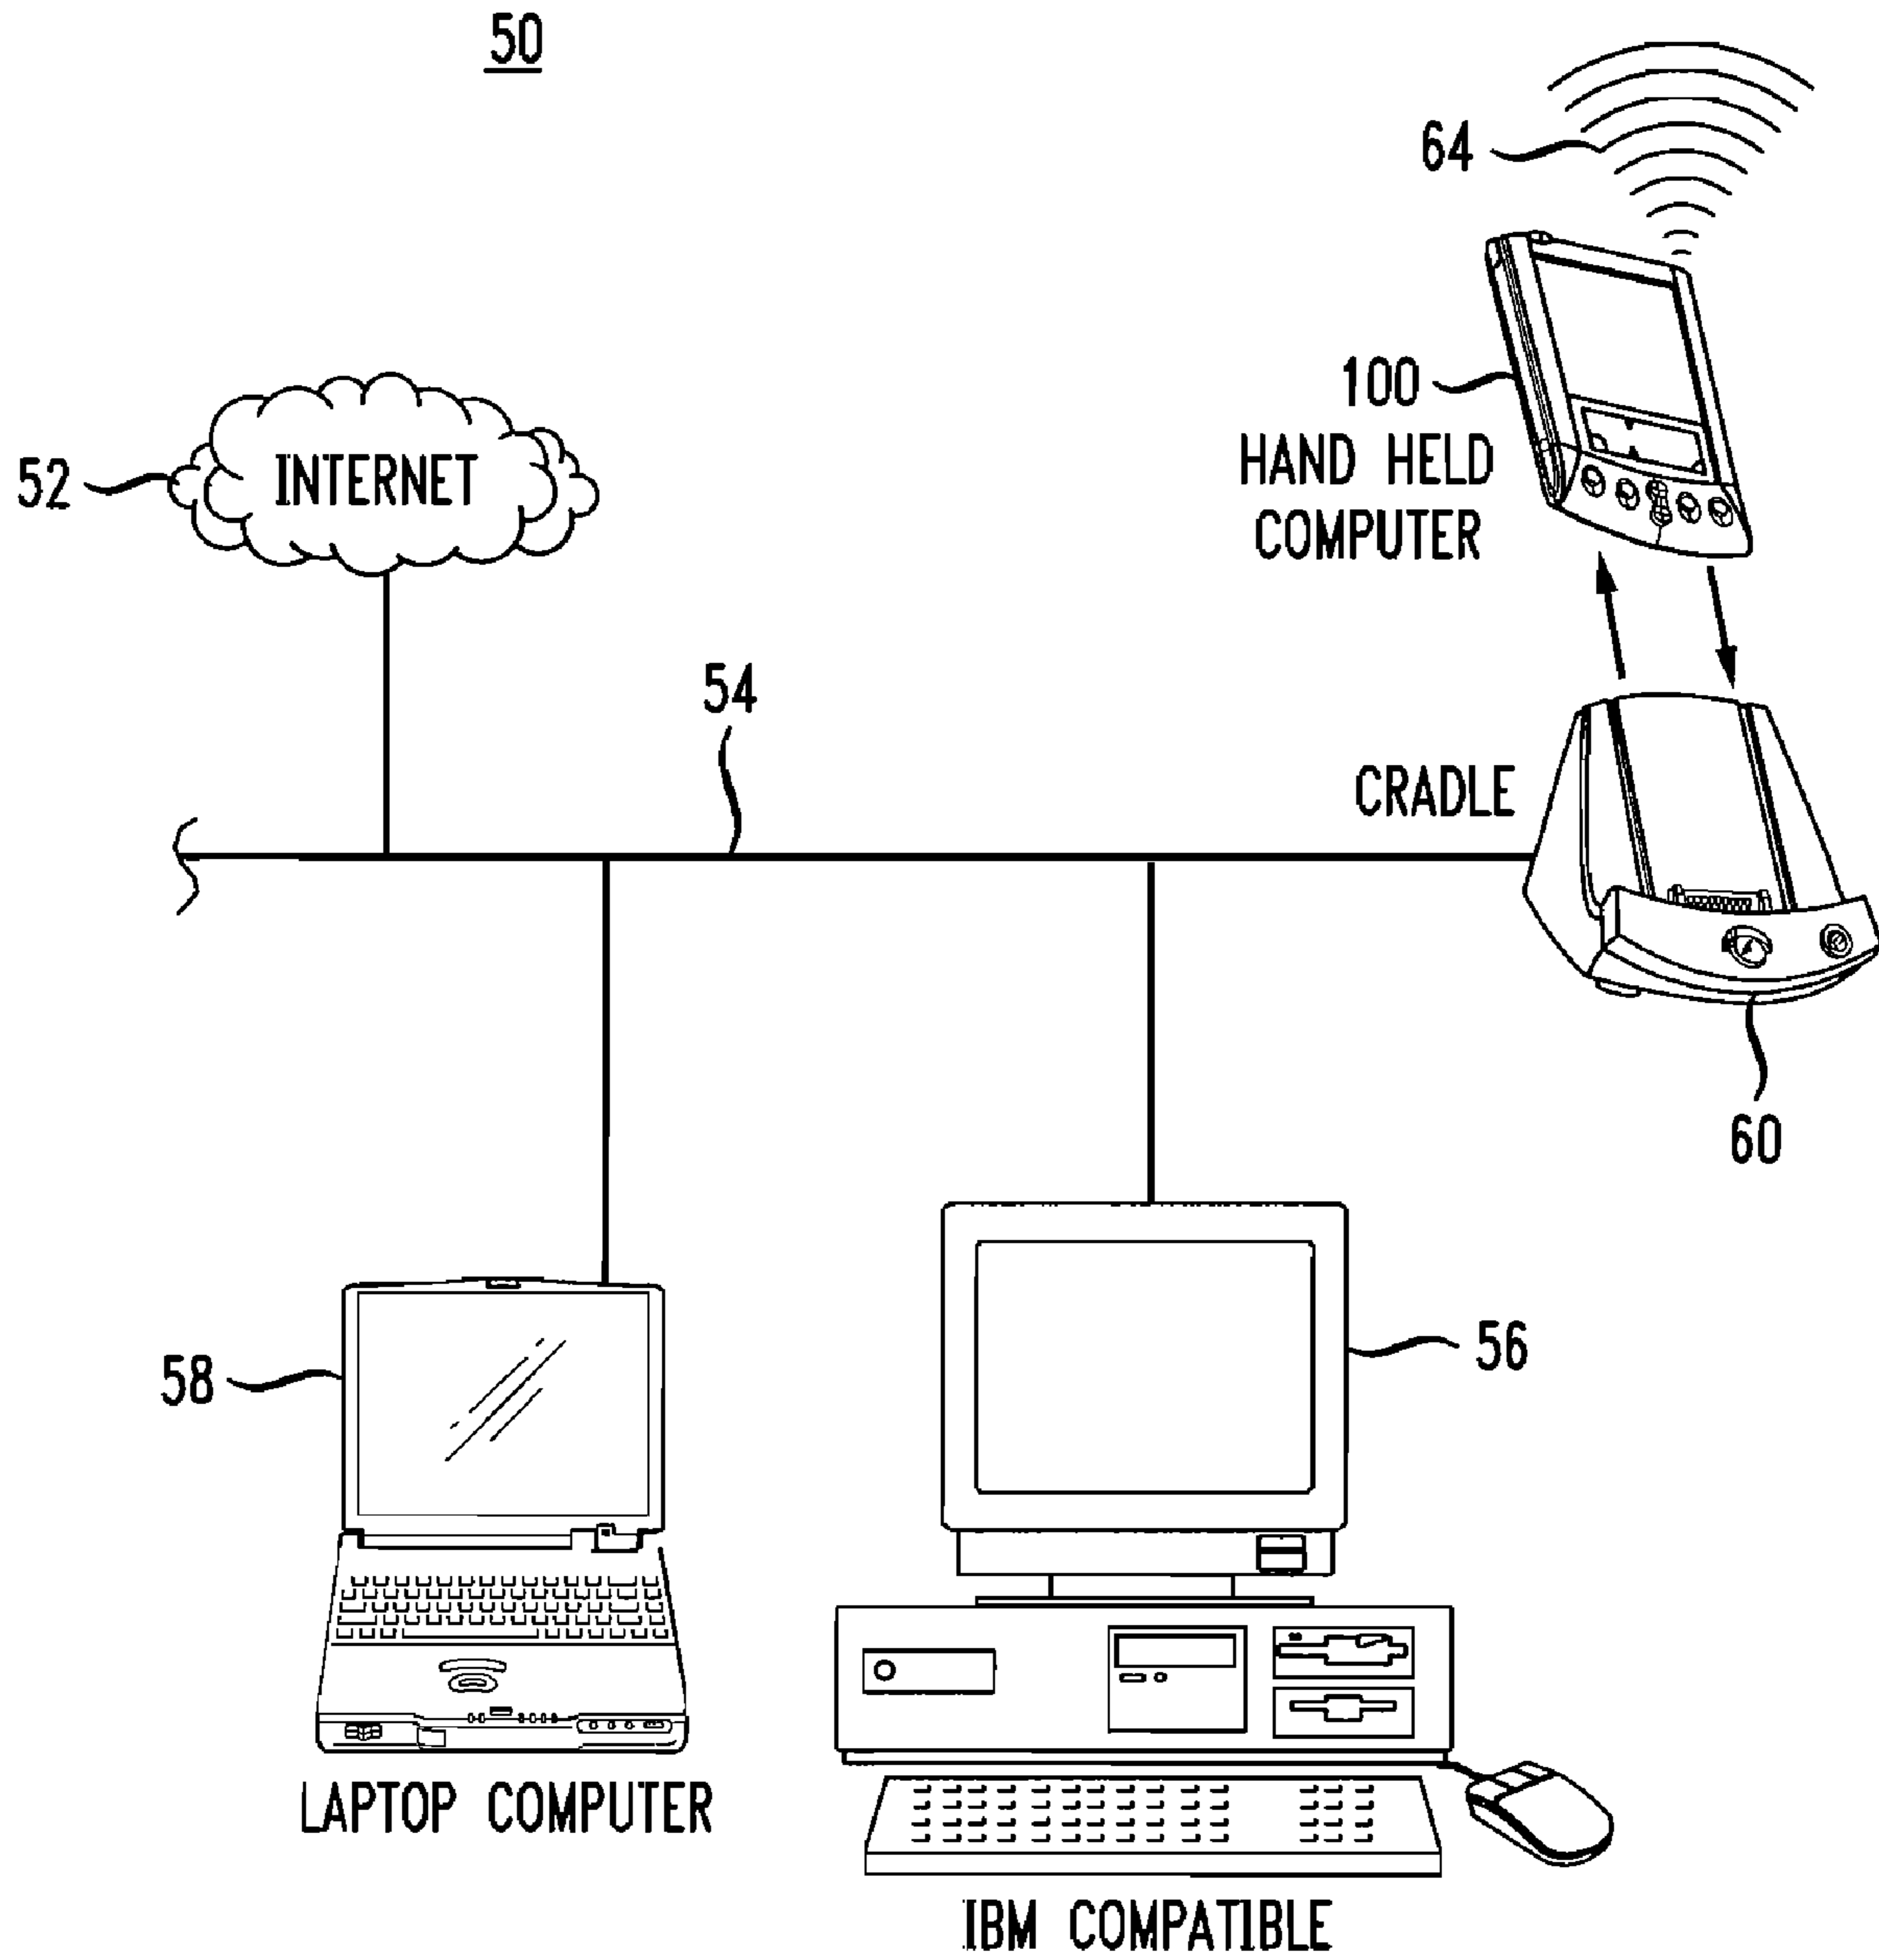 50
64
100
HAND HELD
COMPUTER
52
INTERNET
54
CRADLE
60
58
56
LAPTOP COMPUTER
IBM COMPATIBLE